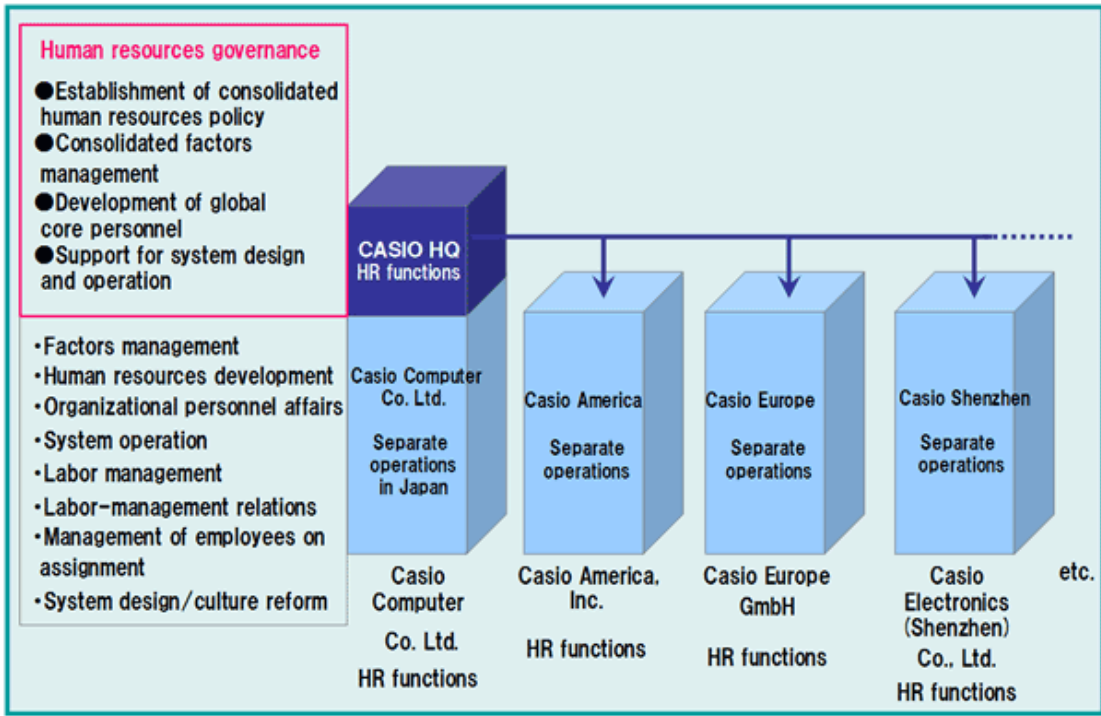 Human resources governance
●Establishment of consolidated
human resources policy
●Consolidated factors
management
●Development of global
core personnel
●Support for system design
and operation
・Factors management
・Human resources development
・Organizational personnel affairs
・System operation
・Labor management
・Labor-management relations
・Management of employees on
assignment
・System design/culture reform
CASIO HQ
HR functions
Casio Computer
Co. Ltd.
Separate
operations
in Japan
Casio America
Separate
operations
Casio Europe
Separate
operations
Casio Shenzhen
Separate
operations
Casio
Computer
Co. Ltd.
HR functions
Casio America,
Inc.
HR functions
Casio Europe
GmbH
HR functions
Casio
Electronics
(Shenzhen)
Co., Ltd.
HR functions
etc.